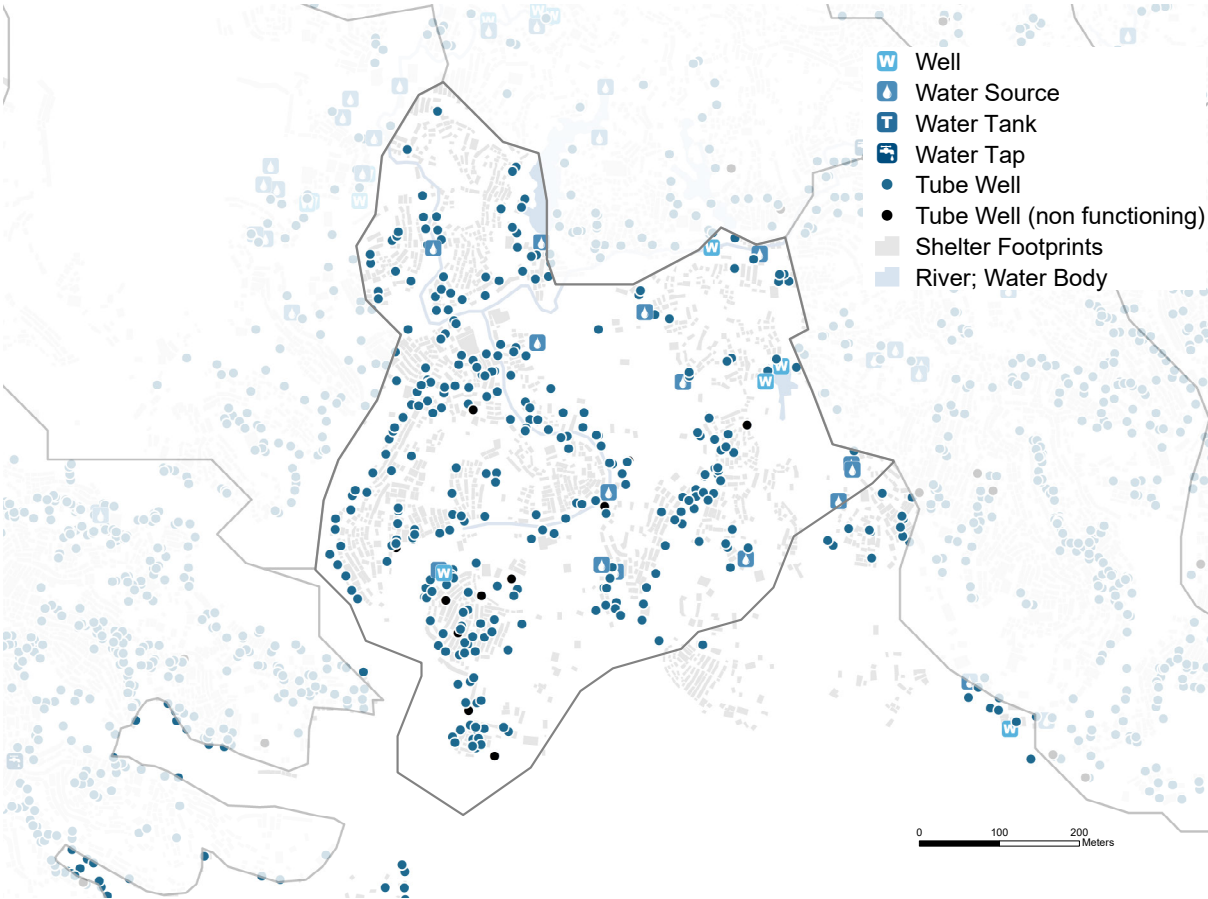 Well
Water Source
T Water Tank
Water Tap
Tube Well
Tube Well (non functioning)
Shelter Footprints
River; Water Body
0 100 200
Meters